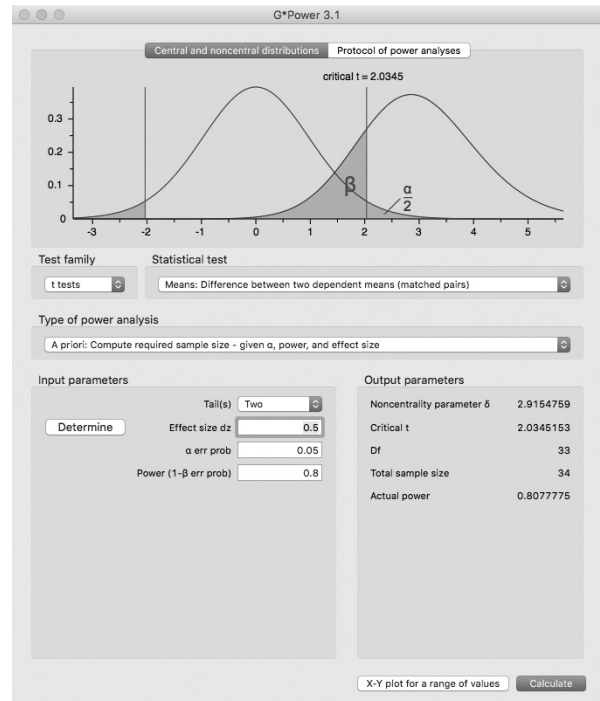 G*Power 3.1
Central and noncentral distributions Protocol of power analyses
critical t = 2.0345
0.3
0.2
0.1
0
β
α
2
-3 -2 -1 0 1 2 3 4 5
Test family Statistical test
t tests Means: Difference between two dependent means (matched pairs)
Type of power analysis
A priori: Compute required sample size - given α, power, and effect size
Input parameters Output parameters
Tail(s) Two Noncentrality parameter δ 2.9154759
Determine Effect size dz 0.5 Critical t 2.0345153
α err prob 0.05 Df 33
Power (1-β err prob) 0.8 Total sample size 34
Actual power 0.8077775
X-Y plot for a range of values Calculate